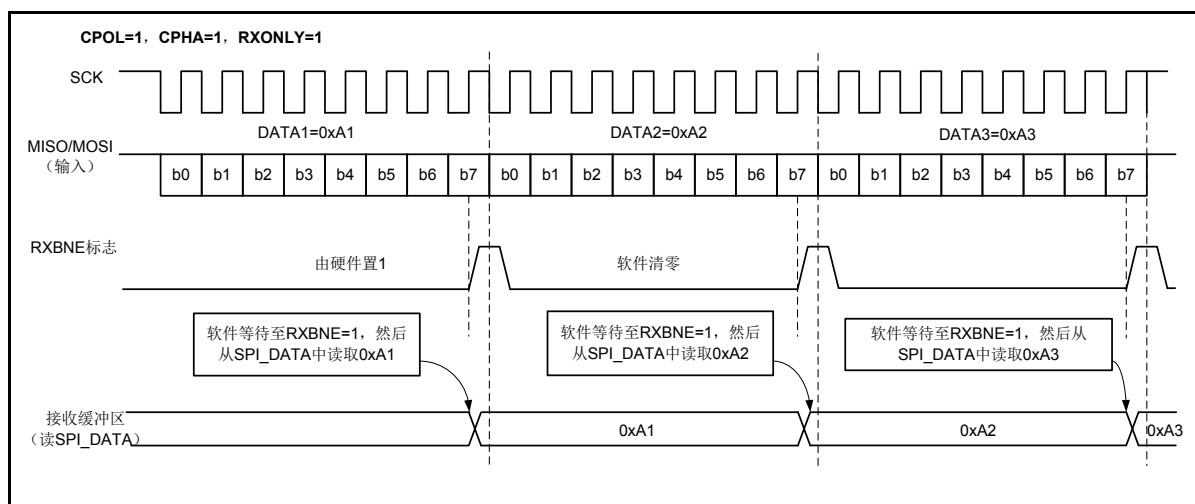 CPOL=1，CPHA=1，RXONLY=1
SCK
DATA1=0xA1
DATA2=0xA2
DATA3=0xA3
MISO/MOSI
（输入）
b0 b1 b2 b3 b4 b5 b6 b7 b0 b1 b2 b3 b4 b5 b6 b7 b0 b1 b2 b3 b4 b5 b6 b7
RXBNE标志
由硬件置1
软件清零
软件等待至RXBNE=1，然后
从SPI_DATA中读取0xA1
软件等待至RXBNE=1，然后
从SPI_DATA中读取0xA2
软件等待至RXBNE=1，然后从
SPI_DATA中读取0xA3
接收缓冲区
（读SPI_DATA）
0xA1
0xA2
0xA3